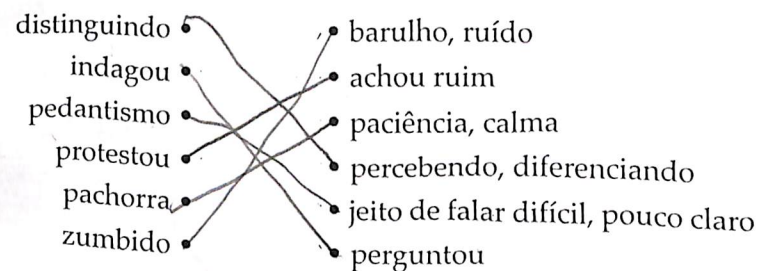 distinguindo
indagou
pedantismo
protestou
pachorra
zumbido
barulho, ruído
achou ruim
paciência, calma
percebendo, diferenciando
jeito de falar difícil, pouco claro
perguntou